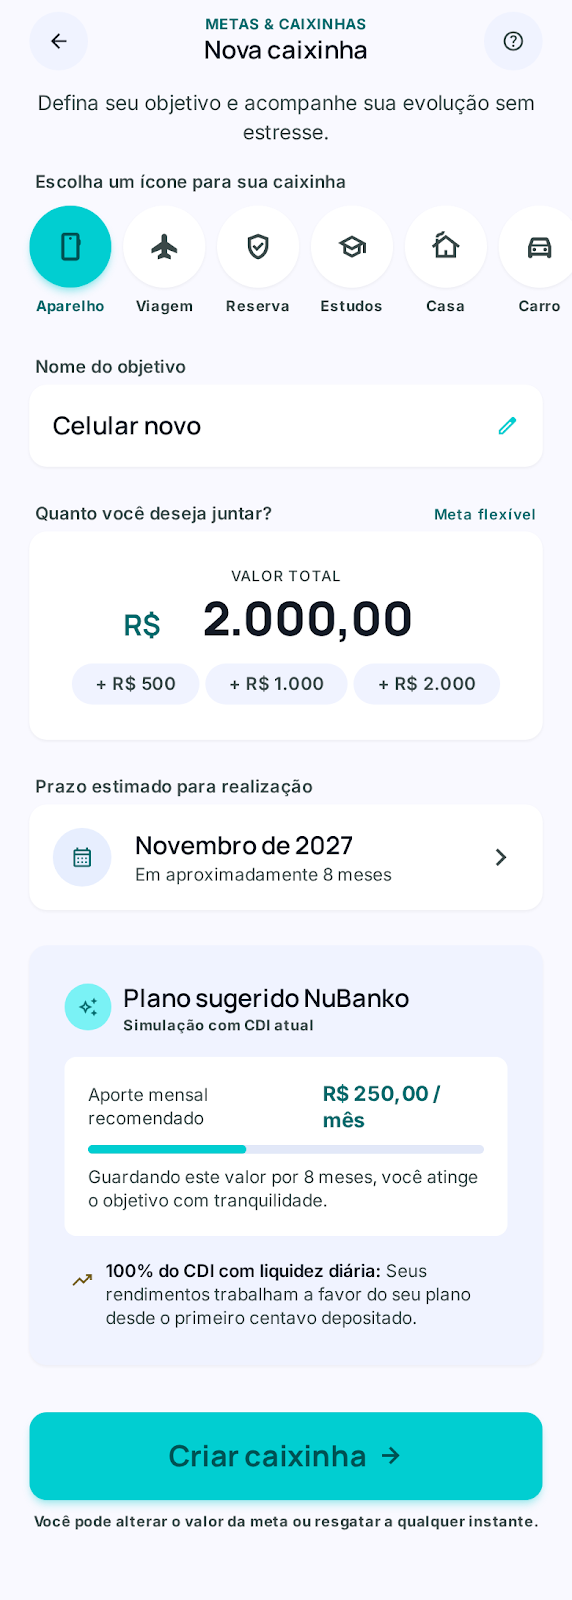 METAS & CAIXINHAS
Nova caixinha
Defina seu objetivo e acompanhe sua evolução sem
estresse.
Escolha um ícone para sua caixinha
Aparelho
Viagem
Reserva
Estudos
Casa
Carro
Nome do objetivo
Celular novo
Quanto você deseja juntar?
Meta flexível
VALOR TOTAL
R$ 2.000,00
+ R$ 500
+ R$ 1.000
+ R$ 2.000
Prazo estimado para realização
Novembro de 2027
Em aproximadamente 8 meses
Plano sugerido NuBanko
Simulação com CDI atual
Aporte mensal
recomendado
R$ 250,00 /
mês
Guardando este valor por 8 meses, você atinge
o objetivo com tranquilidade.
100% do CDI com liquidez diária: Seus
rendimentos trabalham a favor do seu plano
desde o primeiro centavo depositado.
Criar caixinha
Você pode alterar o valor da meta ou resgatar a qualquer instante.